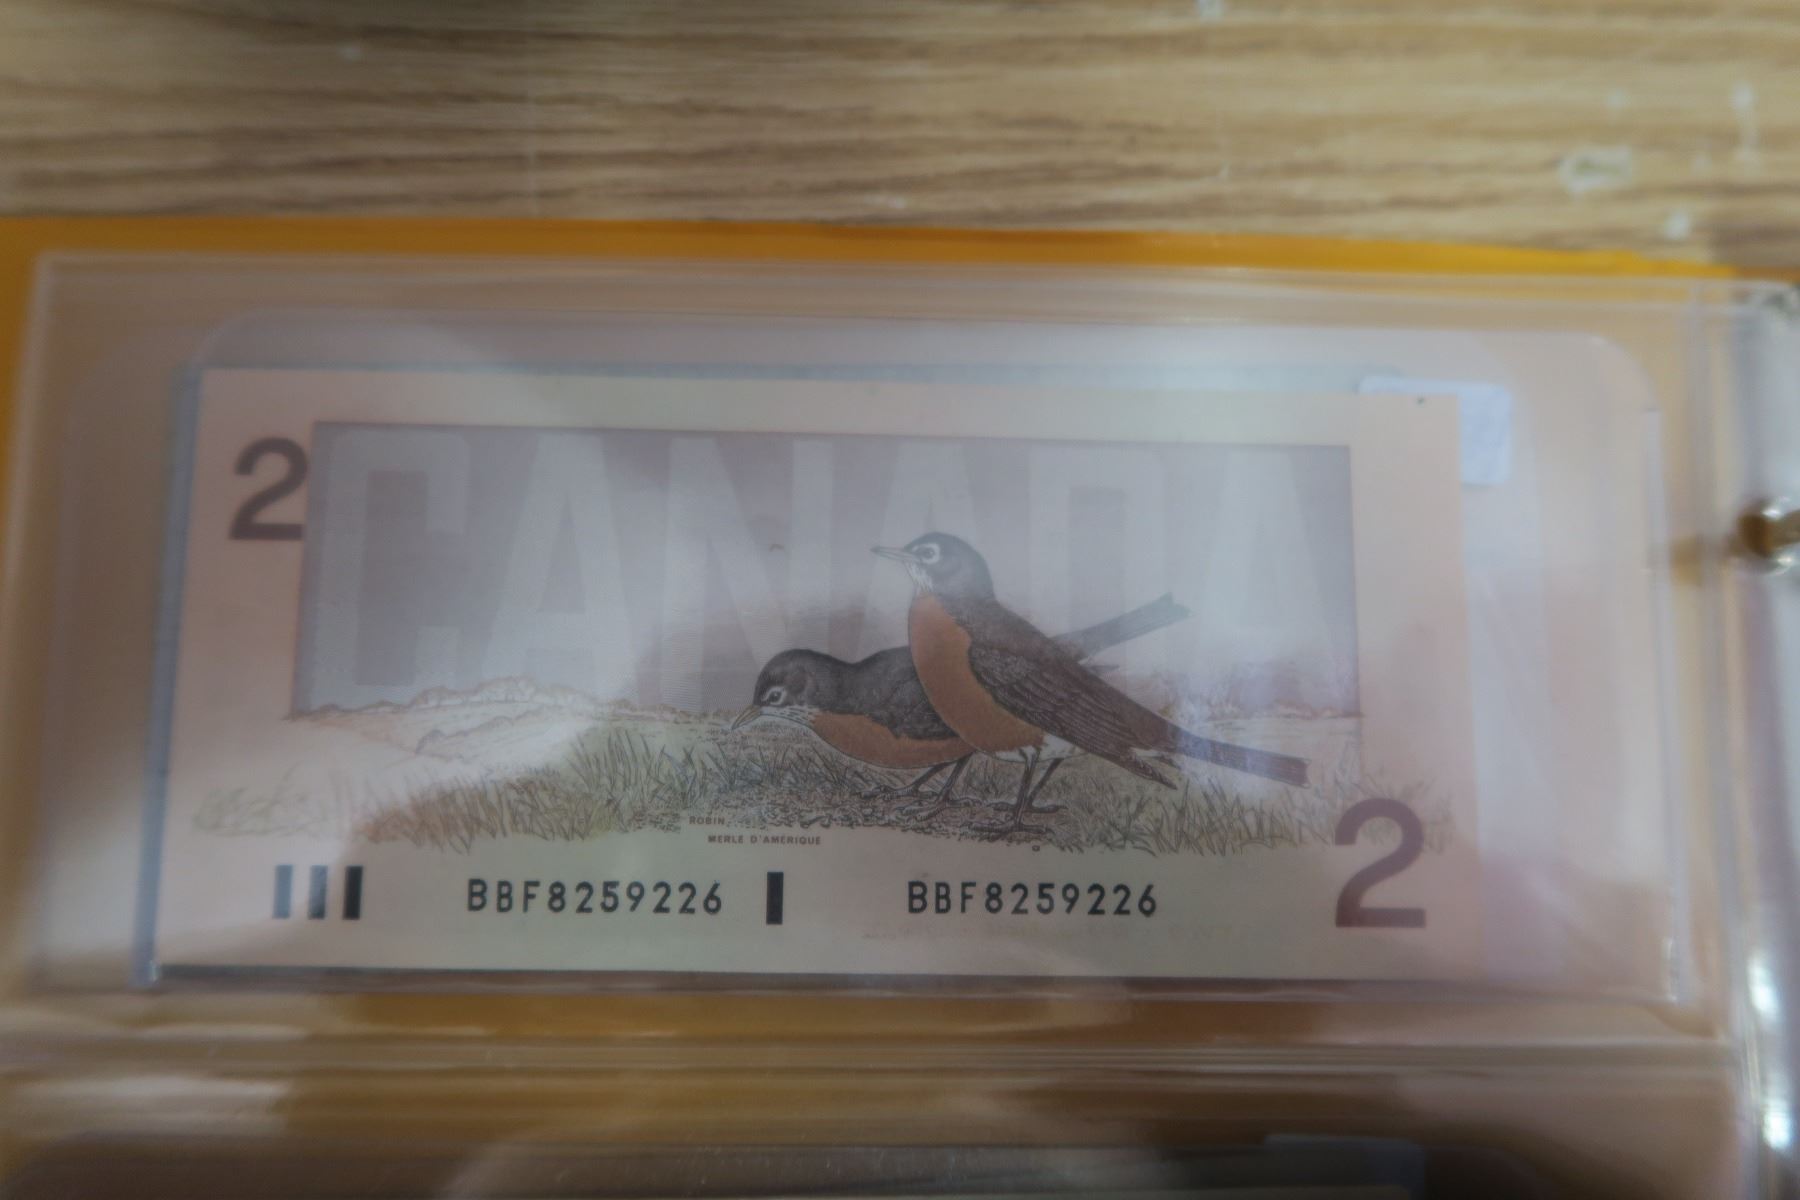 CANADA
2
ROBIN
MERLE D'AMÉRIQUE
BBF8259226 BBF8259226
2